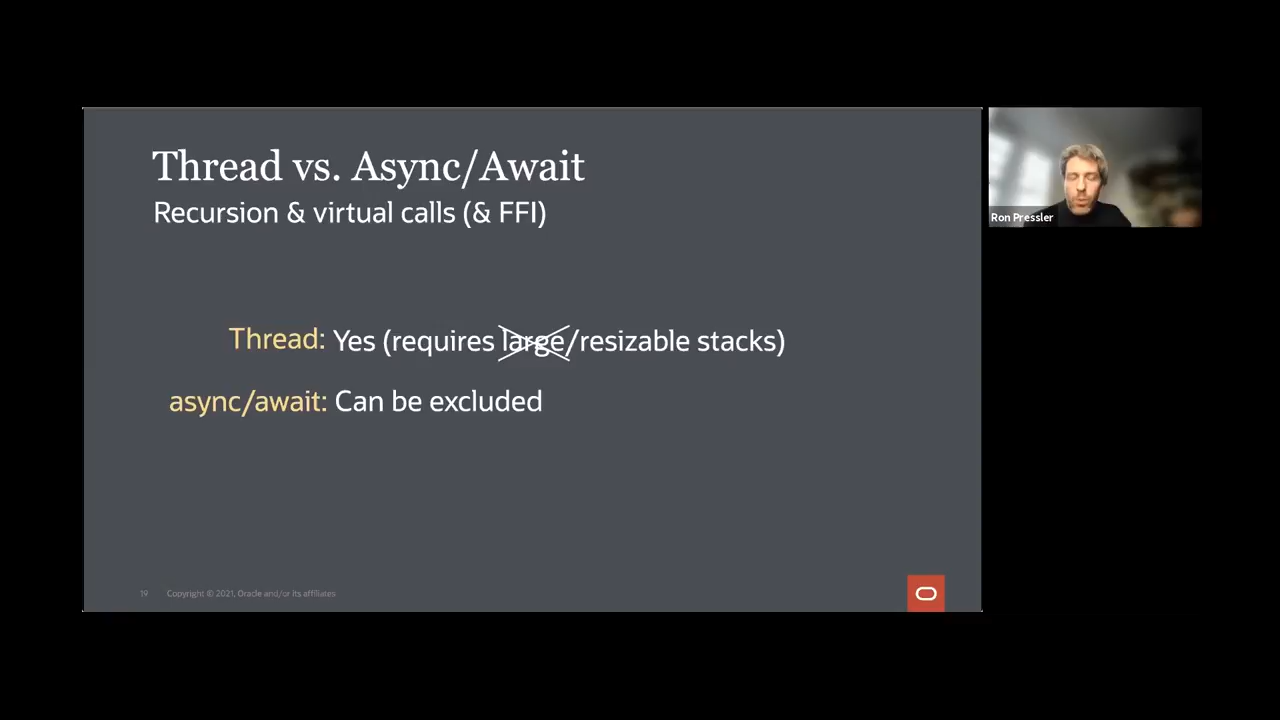 Thread vs. Async/Await
Recursion & virtual calls (& FFI)
Thread: Yes (requires large/resizable stacks)
async/await: Can be excluded
19 Copyright © 2021, Oracle and/or its affiliates
Ron Pressler